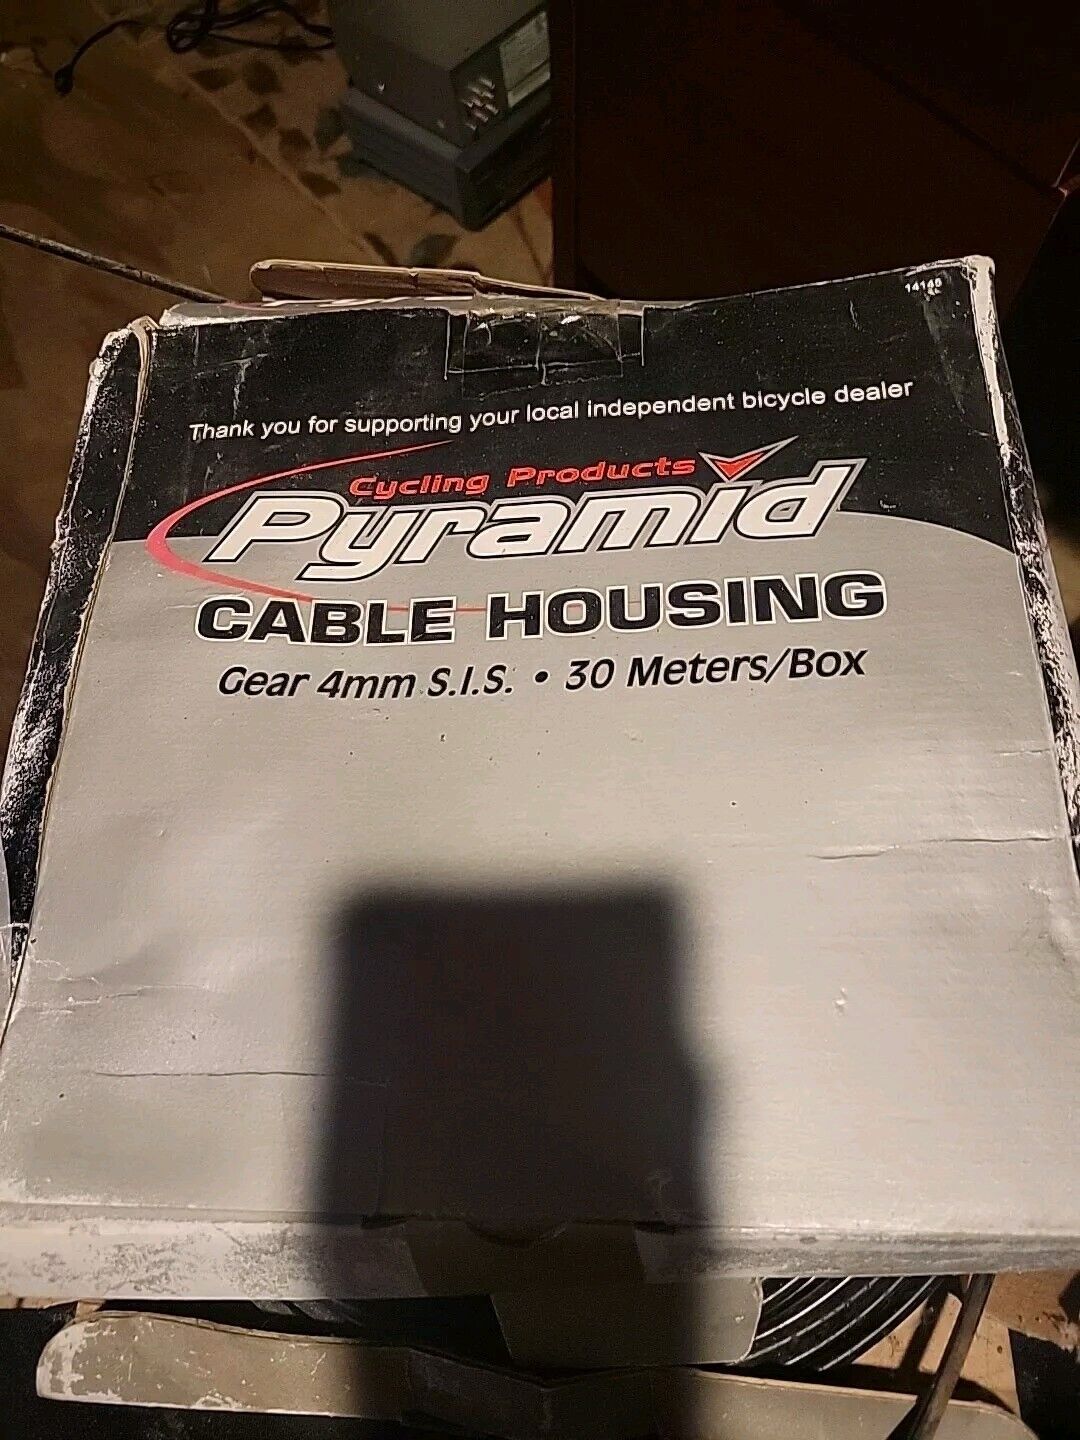 14146
Thank you for supporting your local independent bicycle dealer
Cycling Products
Pyramid
CABLE HOUSING
Gear 4mm S.I.S. • 30 Meters/Box